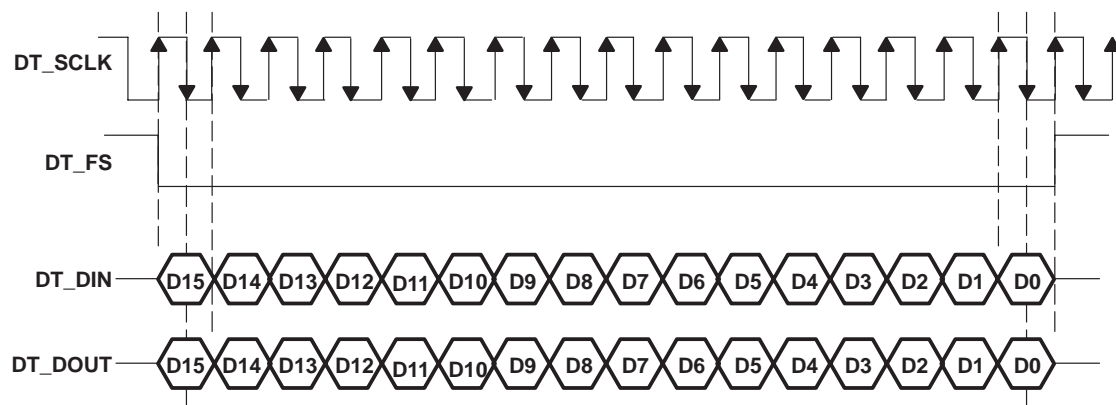 DT_SCLK
DT_FS
DT_DIN D15 D14 D13 D12 D11 D10 D9 D8 D7 D6 D5 D4 D3 D2 D1 D0
DT_DOUT D15 D14 D13 D12 D11 D10 D9 D8 D7 D6 D5 D4 D3 D2 D1 D0